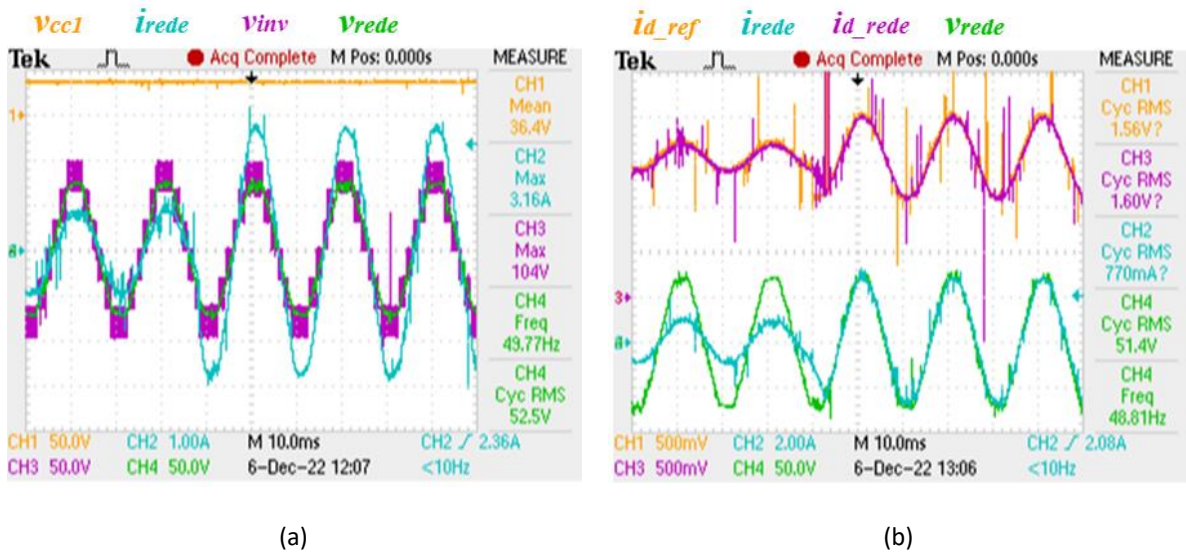 vcc1 irede vinv vrede
Tek Acq Complete M Pos: 0.000s MEASURE
CH1
Mean
36.4V
CH2
Max
3.16A
CH3
Max
104V
CH4
Freq
49.77Hz
CH4
Cyc RMS
52.5V
1
CH1 50.0V CH2 1.00A M 10.0ms CH2 2.36A
CH3 50.0V CH4 50.0V 6-Dec-22 12:07 <10Hz
(a)
id_ref irede id_rede vrede
Tek Acq Complete M Pos: 0.000s MEASURE
CH1
Cyc RMS
1.56V?
CH3
Cyc RMS
1.60V?
CH2
Cyc RMS
770mA?
CH4
Cyc RMS
51.4V
CH4
Freq
48.81Hz
3
CH1 500mV CH2 2.00A M 10.0ms CH2 2.08A
CH3 500mV CH4 50.0V 6-Dec-22 13:06 <10Hz
(b)